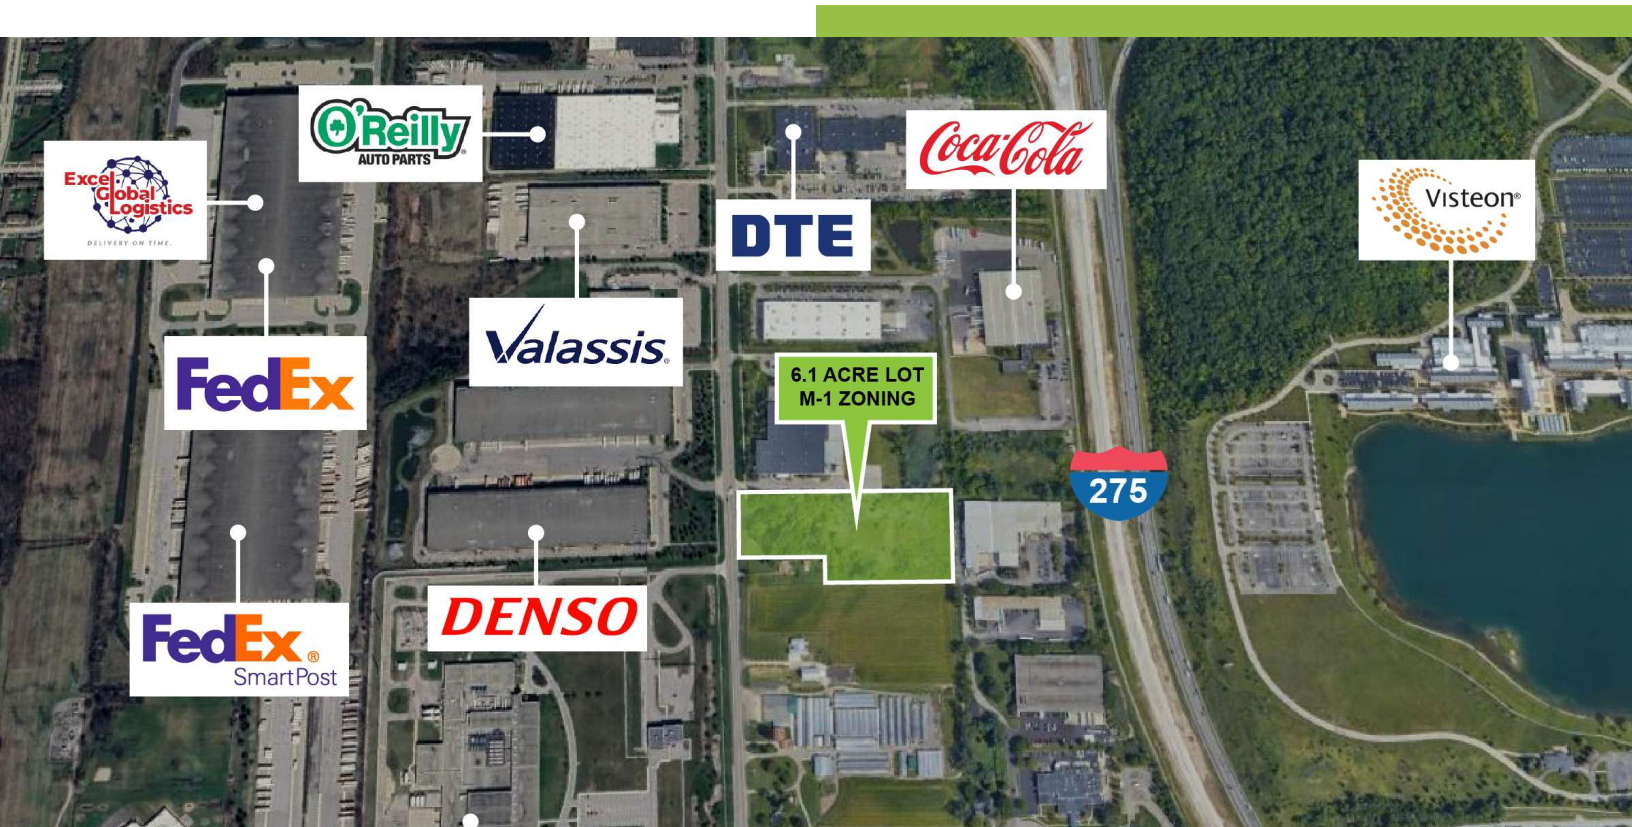 O'Reilly
AUTO PARTS
Excel
Global
Logistics
DELIVERY ON TIME.
Coca-Cola
Visteon®
DTE
Valassis.
FedEx
6.1 ACRE LOT
M-1 ZONING
275
DENSO
FedEx®
SmartPost